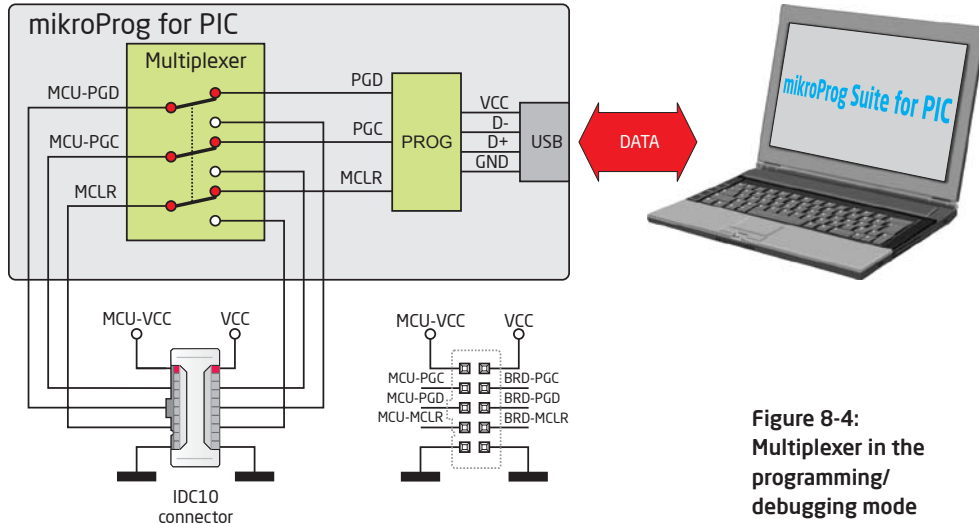 mikroProg for PIC
Multiplexer
MCU-PGD
MCU-PGC
MCLR
PGD
PGC
MCLR
PROG
VCC
D-
D+
GND
USB
DATA
mikroProg Suite for PIC
MCU-VCC
VCC
IDC10
connector
MCU-VCC
VCC
MCU-PGC
BRD-PGC
MCU-PGD
BRD-PGD
MCU-MCLR
BRD-MCLR
Figure 8-4:
Multiplexer in the
programming/
debugging mode